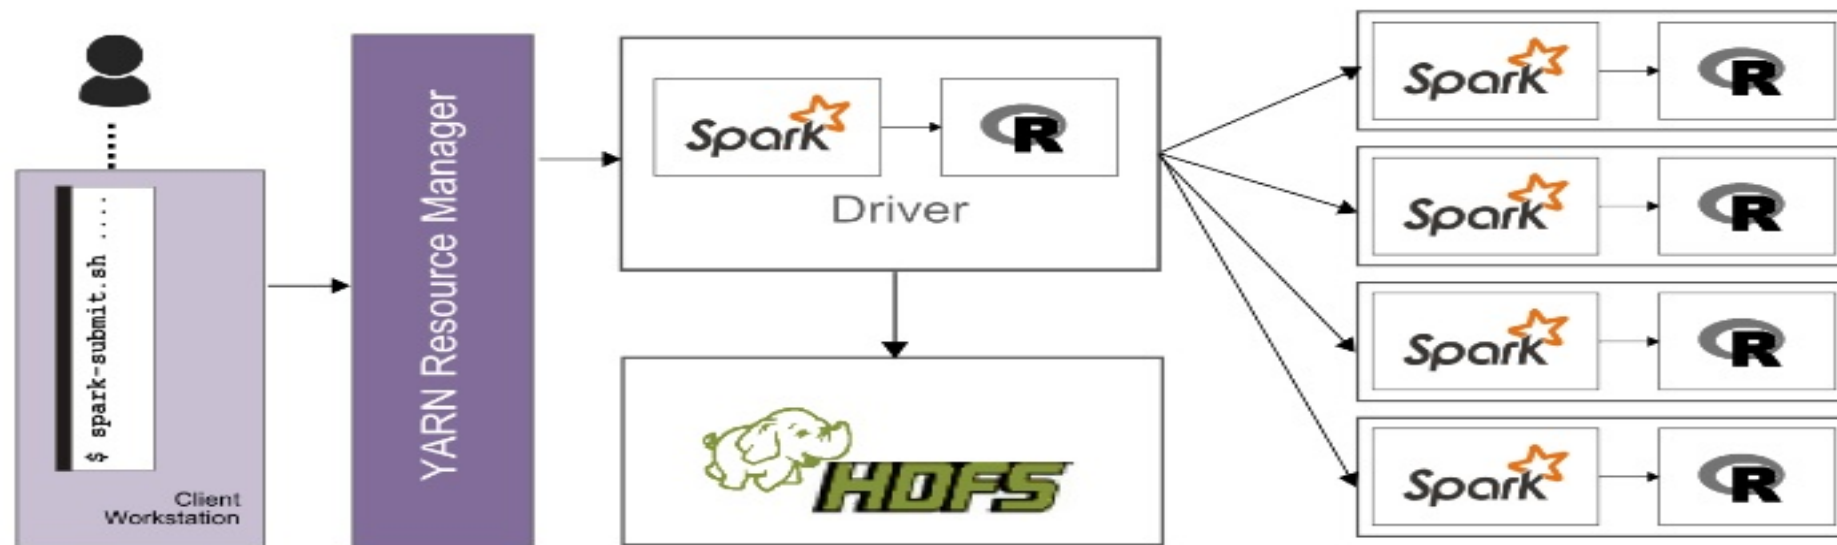 $ spark-submit.sh ....
Client
Workstation
YARN Resource Manager
Spark
R
Driver
HDFS
Spark
R
Spark
R
Spark
R
Spark
R